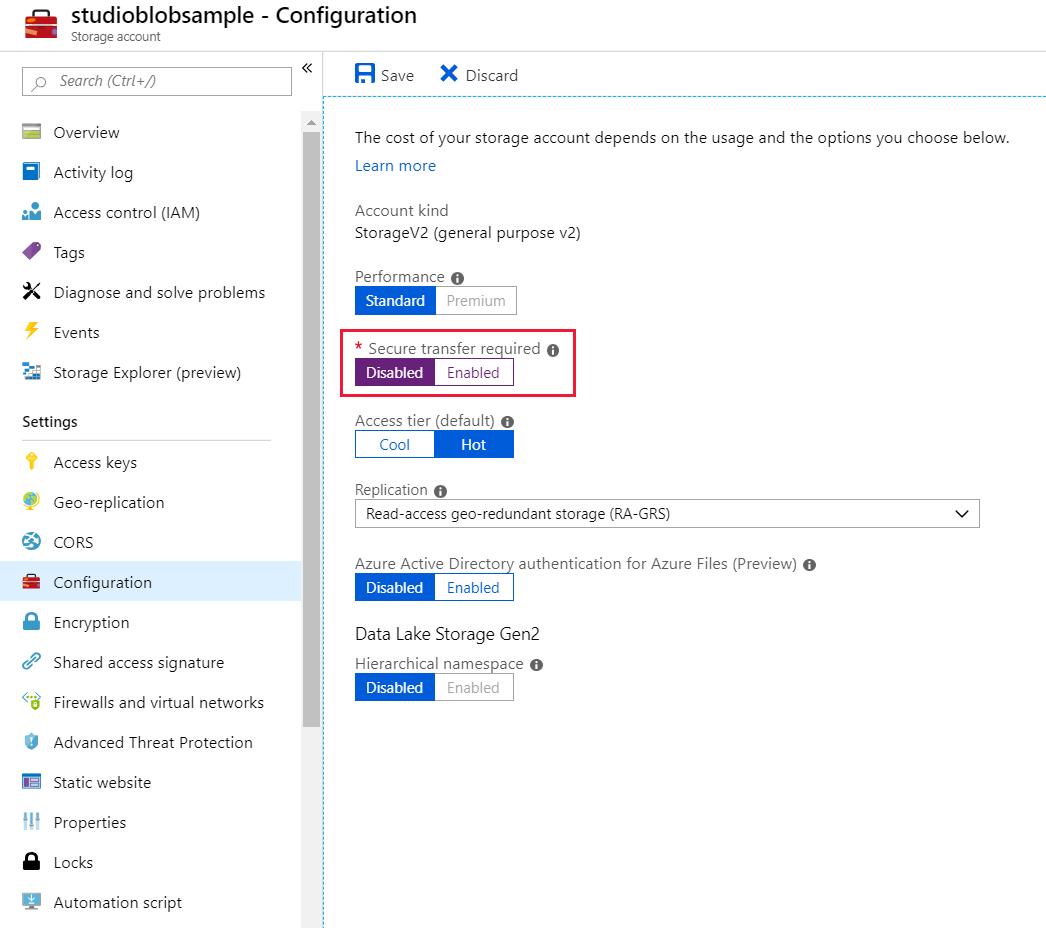 studioblobsample - Configuration
Storage account
Search (Ctrl+/)
«
Overview
Activity log
Access control (IAM)
Tags
Diagnose and solve problems
Events
Storage Explorer (preview)
Settings
Access keys
Geo-replication
CORS
Configuration
Encryption
Shared access signature
Firewalls and virtual networks
Advanced Threat Protection
Static website
Properties
Locks
Automation script
Save Discard
The cost of your storage account depends on the usage and the options you choose below.
Learn more
Account kind
StorageV2 (general purpose v2)
Performance
Standard Premium
* Secure transfer required
Disabled Enabled
Access tier (default)
Cool Hot
Replication
Read-access geo-redundant storage (RA-GRS)
Azure Active Directory authentication for Azure Files (Preview)
Disabled Enabled
Data Lake Storage Gen2
Hierarchical namespace
Disabled Enabled